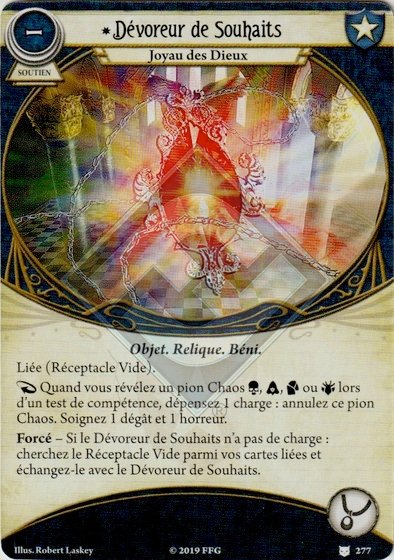 Dévoreur de Souhaits
SOUTIEN
Joyau des Dieux
Objet. Relique. Béni.
Liée (Réceptacle Vide).
Quand vous révélez un pion Chaos , , ou lors
d'un test de compétence, dépensez 1 charge : annulez ce pion
Chaos. Soignez 1 dégât et 1 horreur.
Forcé – Si le Dévoreur de Souhaits n'a pas de charge :
cherchez le Réceptacle Vide parmi vos cartes liées et
échangez-le avec le Dévoreur de Souhaits.
Illus. Robert Laskey
© 2019 FFG
277